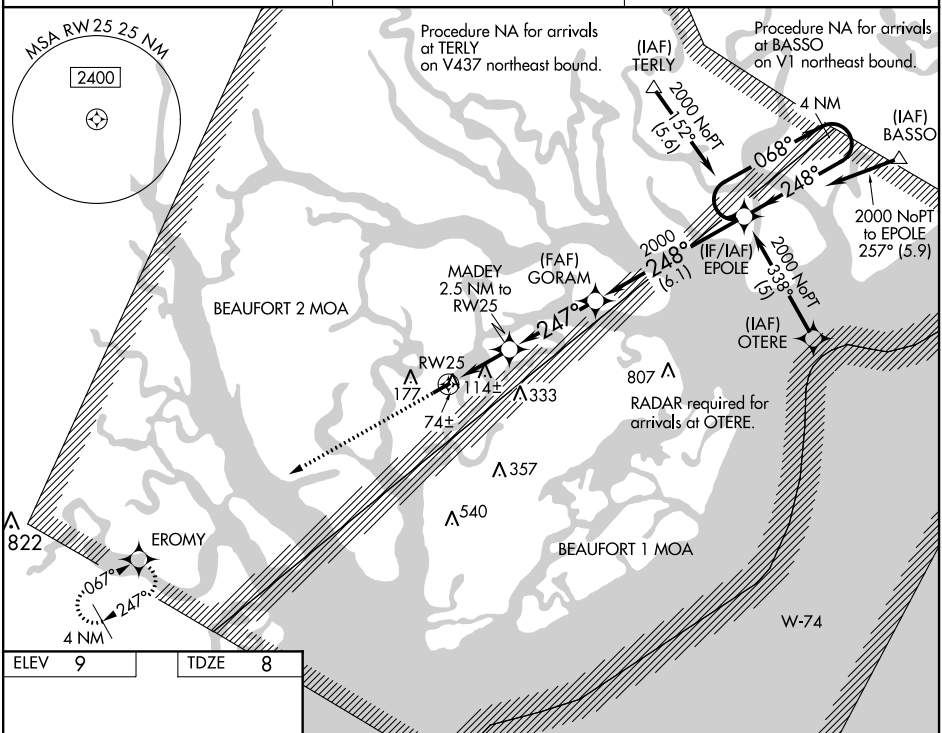 MSA RW 25 25 NM
2400
Procedure NA for arrivals
at TERLY
on V437 northeast bound.
(IAF)
TERLY
Procedure NA for arrivals
at BASSO
on V1 northeast bound.
2000 NoPT
152°
(5.6)
4 NM
(IAF)
BASSO
068°
248°
2000 NoPT
to EPOLE
257° (5.9)
(IF/IAF)
EPOLE
2000
248°
(6.1)
2000 NoPT
338°
(5)
(IAF)
OTERE
(FAF)
GORAM
MADEY
2.5 NM to
RW25
247°
BEAUFORT 2 MOA
RW25
177
114±
74±
333
807
RADAR required for
arrivals at OTERE.
357
540
BEAUFORT 1 MOA
822
EROMY
067°
247°
4 NM
W-74
ELEV 9
TDZE 8